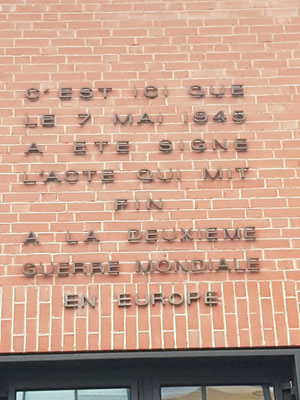 C'EST ICI QUE
LE 7 MAI 1945
A ETE SIGNE
L'ACTE QUI MIT
FIN
A LA DEUXIEME
GUERRE MONDIALE
EN EUROPE